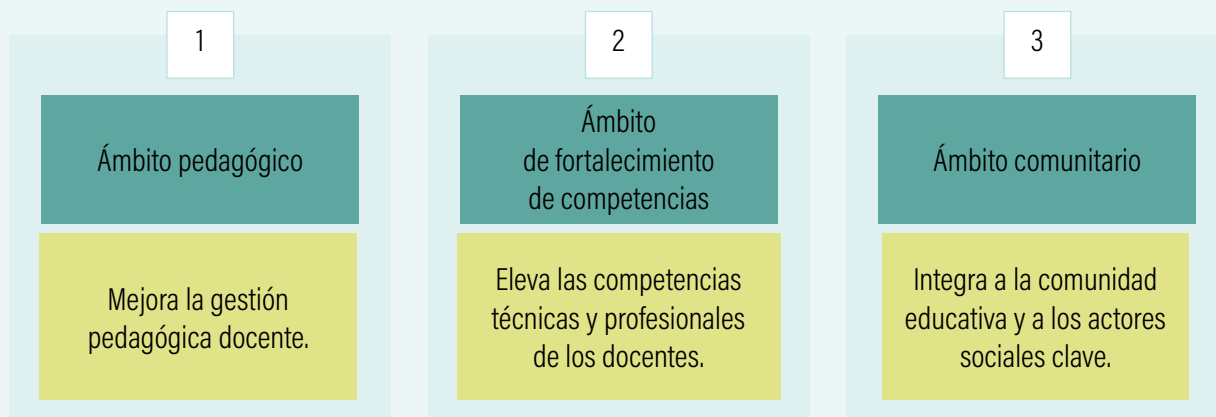 1
Ámbito pedagógico
Mejora la gestión
pedagógica docente.
2
Ámbito
de fortalecimiento
de competencias
Eleva las competencias
técnicas y profesionales
de los docentes.
3
Ámbito comunitario
Integra a la comunidad
educativa y a los actores
sociales clave.